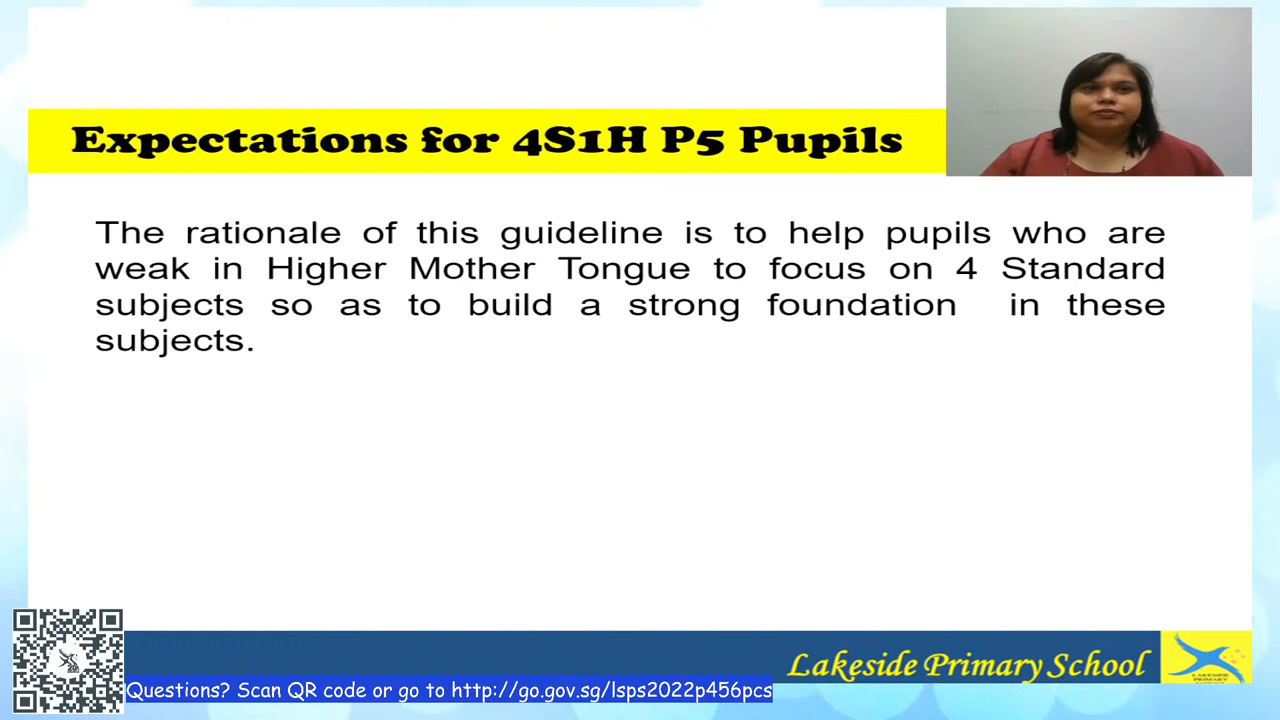 Expectations for 4S1H P5 Pupils
The rationale of this guideline is to help pupils who are
weak in Higher Mother Tongue to focus on 4 Standard
subjects so as to build a strong foundation in these
subjects.
Lakeside Primary School
LAKESIDE
PRIMARY
Questions? Scan QR code or go to http://go.gov.sg/lsps2022p456pcs